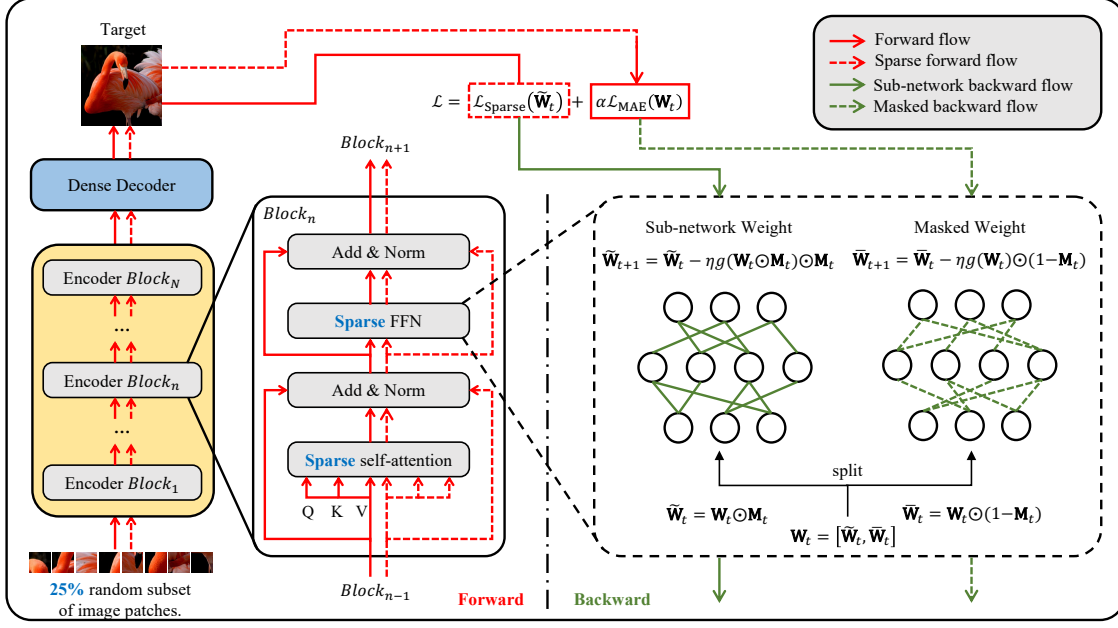 Target
Forward flow
Sparse forward flow
Sub-network backward flow
Masked backward flow
ℒ = ℒ_Sparse(W̃_t) + αℒ_MAE(W_t)
Dense Decoder
Encoder Block_N
...
Encoder Block_n
...
Encoder Block_1
25% random subset
of image patches.
Block_{n+1}
Block_n
Add & Norm
Sparse FFN
Add & Norm
Sparse self-attention
Q K V
Block_{n−1}
Forward
Backward
Sub-network Weight
W̃_{t+1} = W̃_t − ηg(W_t⊙M_t)⊙M_t
Masked Weight
W̄_{t+1} = W̄_t − ηg(W_t)⊙(1−M_t)
split
W̃_t = W_t⊙M_t
W̄_t = W_t⊙(1−M_t)
W_t = [W̃_t, W̄_t]